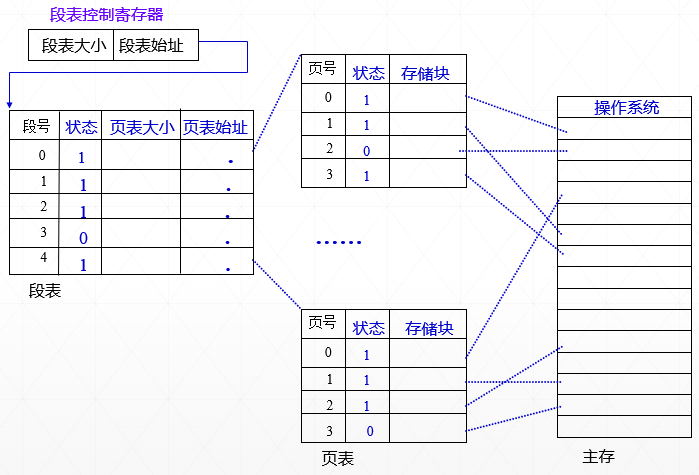 段表控制寄存器
段表大小 段表始址
段号 状态 页表大小 页表始址
0 1
1 1
2 1
3 0
4 1
段表
页号 状态 存储块
0 1
1 1
2 0
3 1
······
页号 状态 存储块
0 1
1 1
2 1
3 0
页表
操作系统
主存